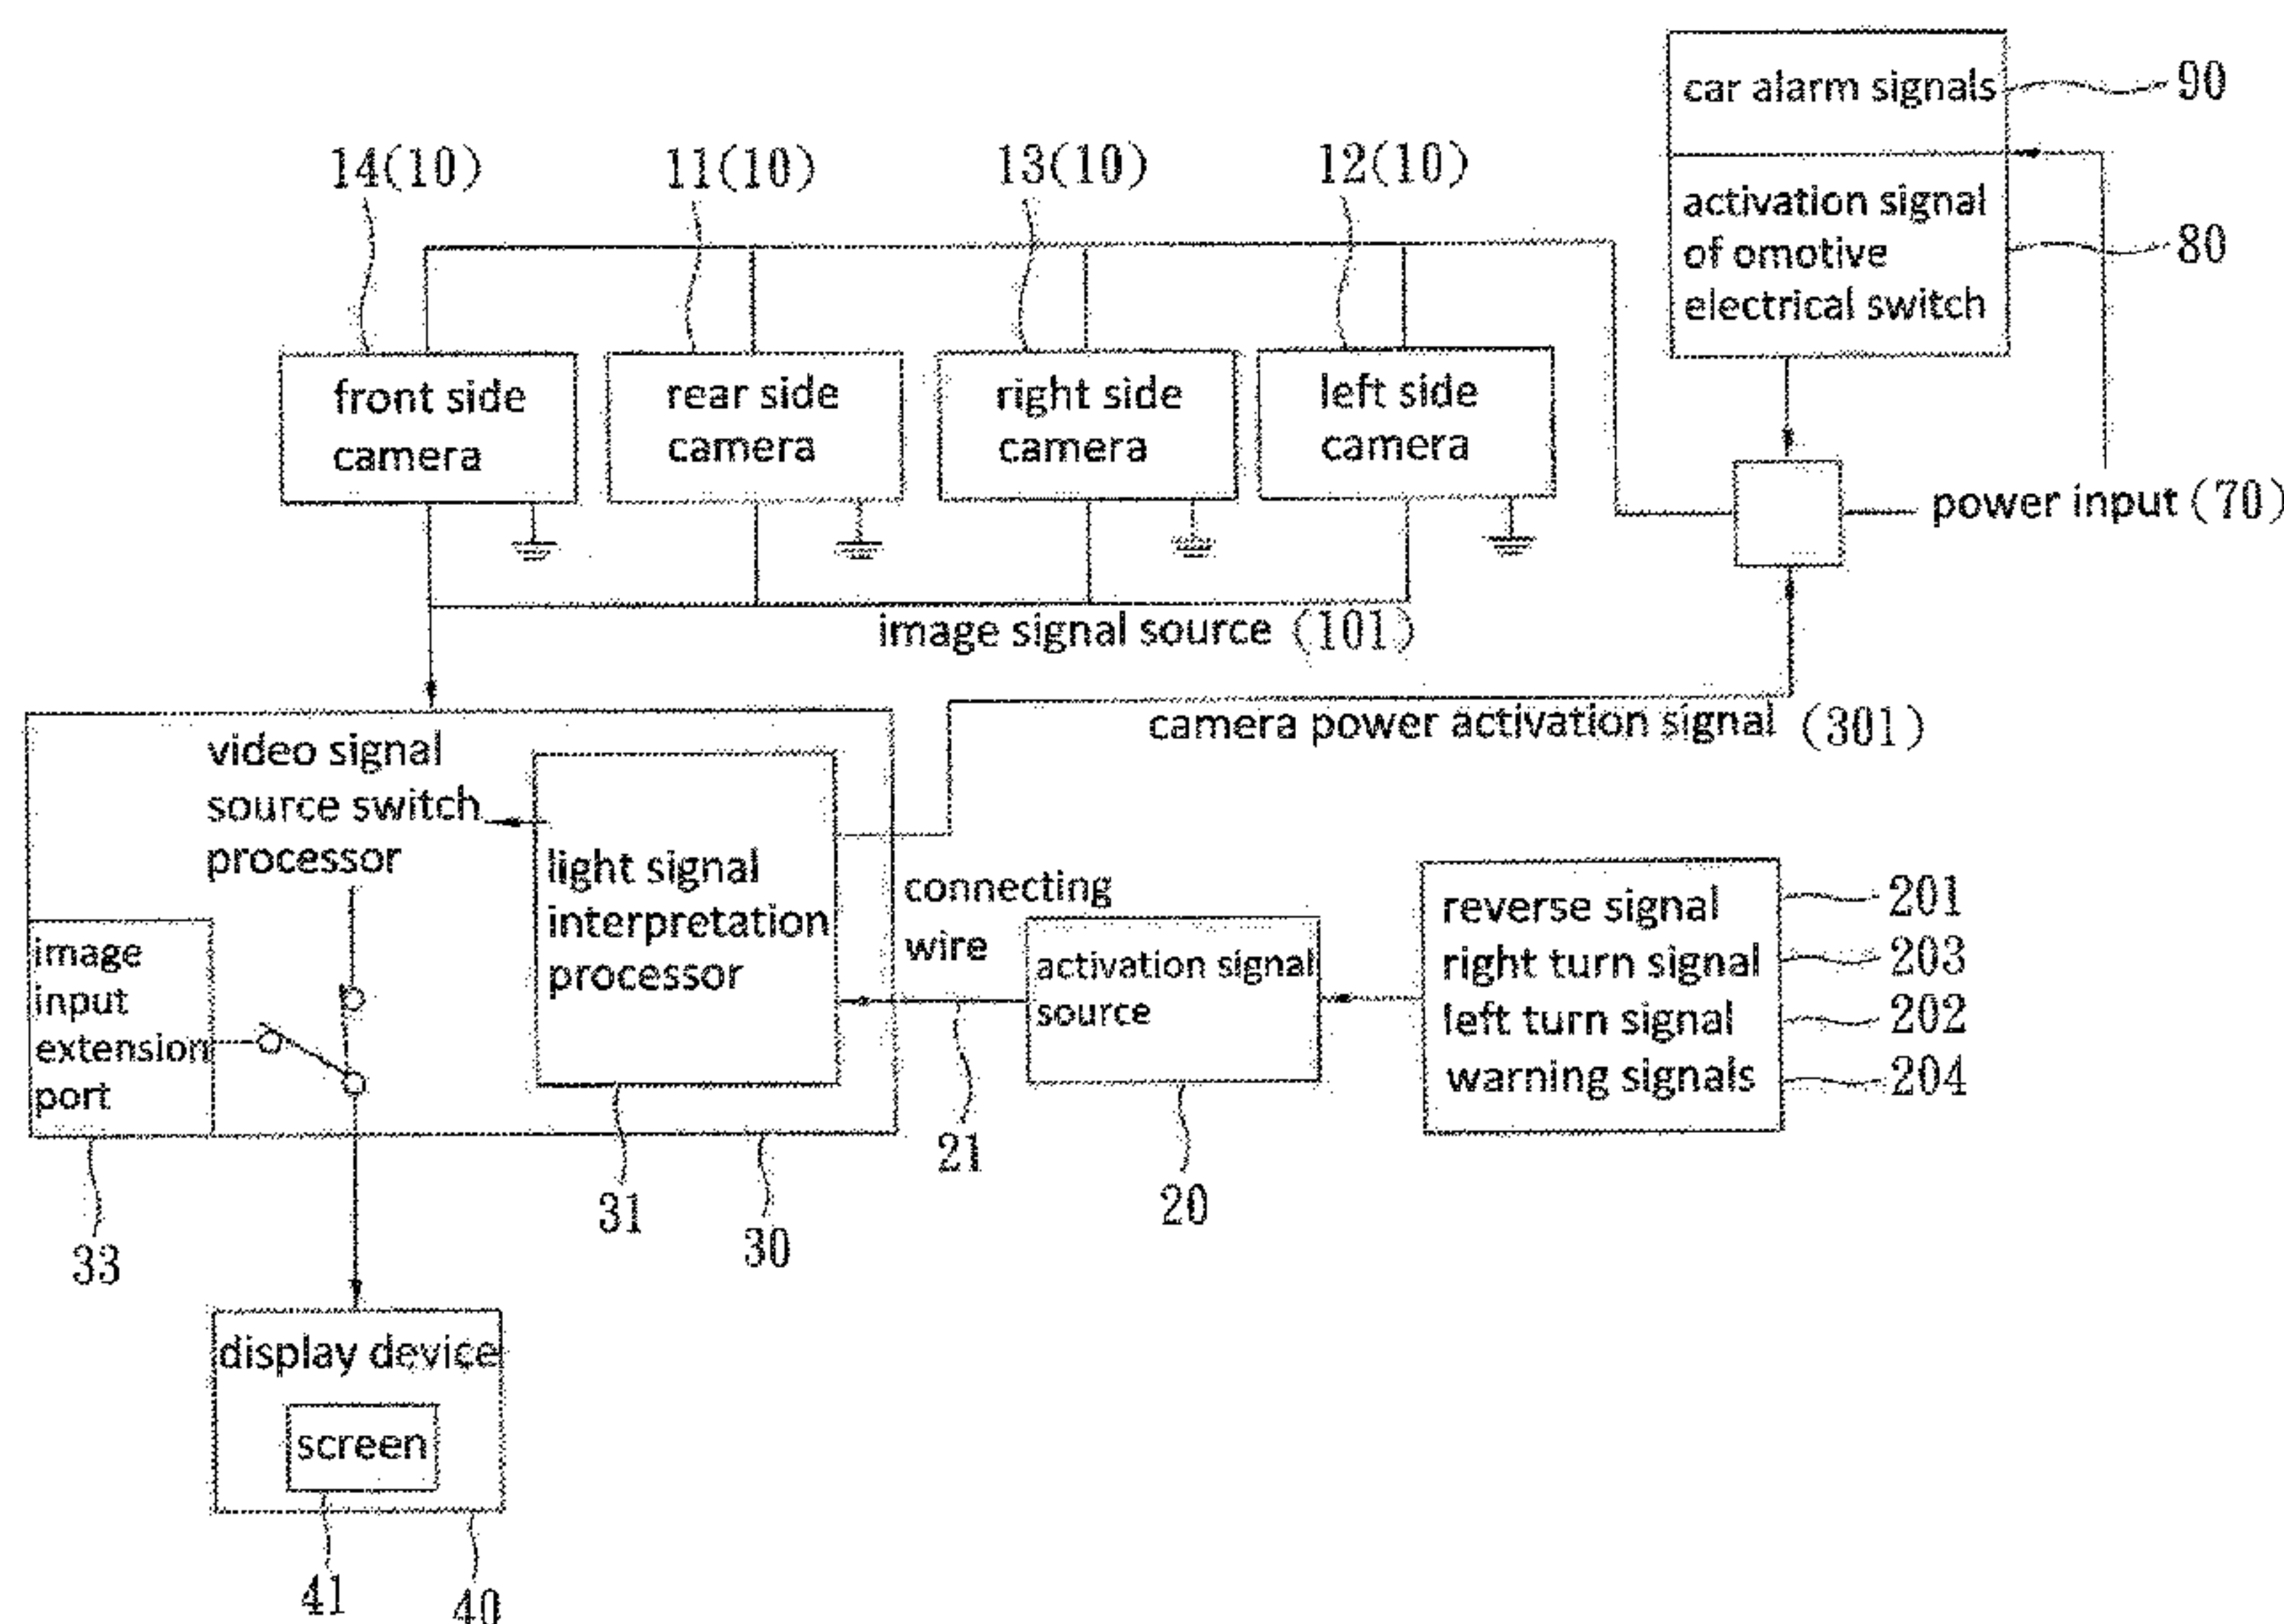 car alarm signals
90
activation signal
of omotive
electrical switch
80
14(10)
11(10)
13(10)
12(10)
front side
camera
rear side
camera
right side
camera
left side
camera
power input (70)
image signal source (101)
camera power activation signal (301)
video signal
source switch
processor
light signal
interpretation
processor
connecting
wire
activation signal
source
reverse signal
right turn signal
left turn signal
warning signals
201
203
202
204
image
input
extension
port
21
20
31
30
33
display device
screen
41
40